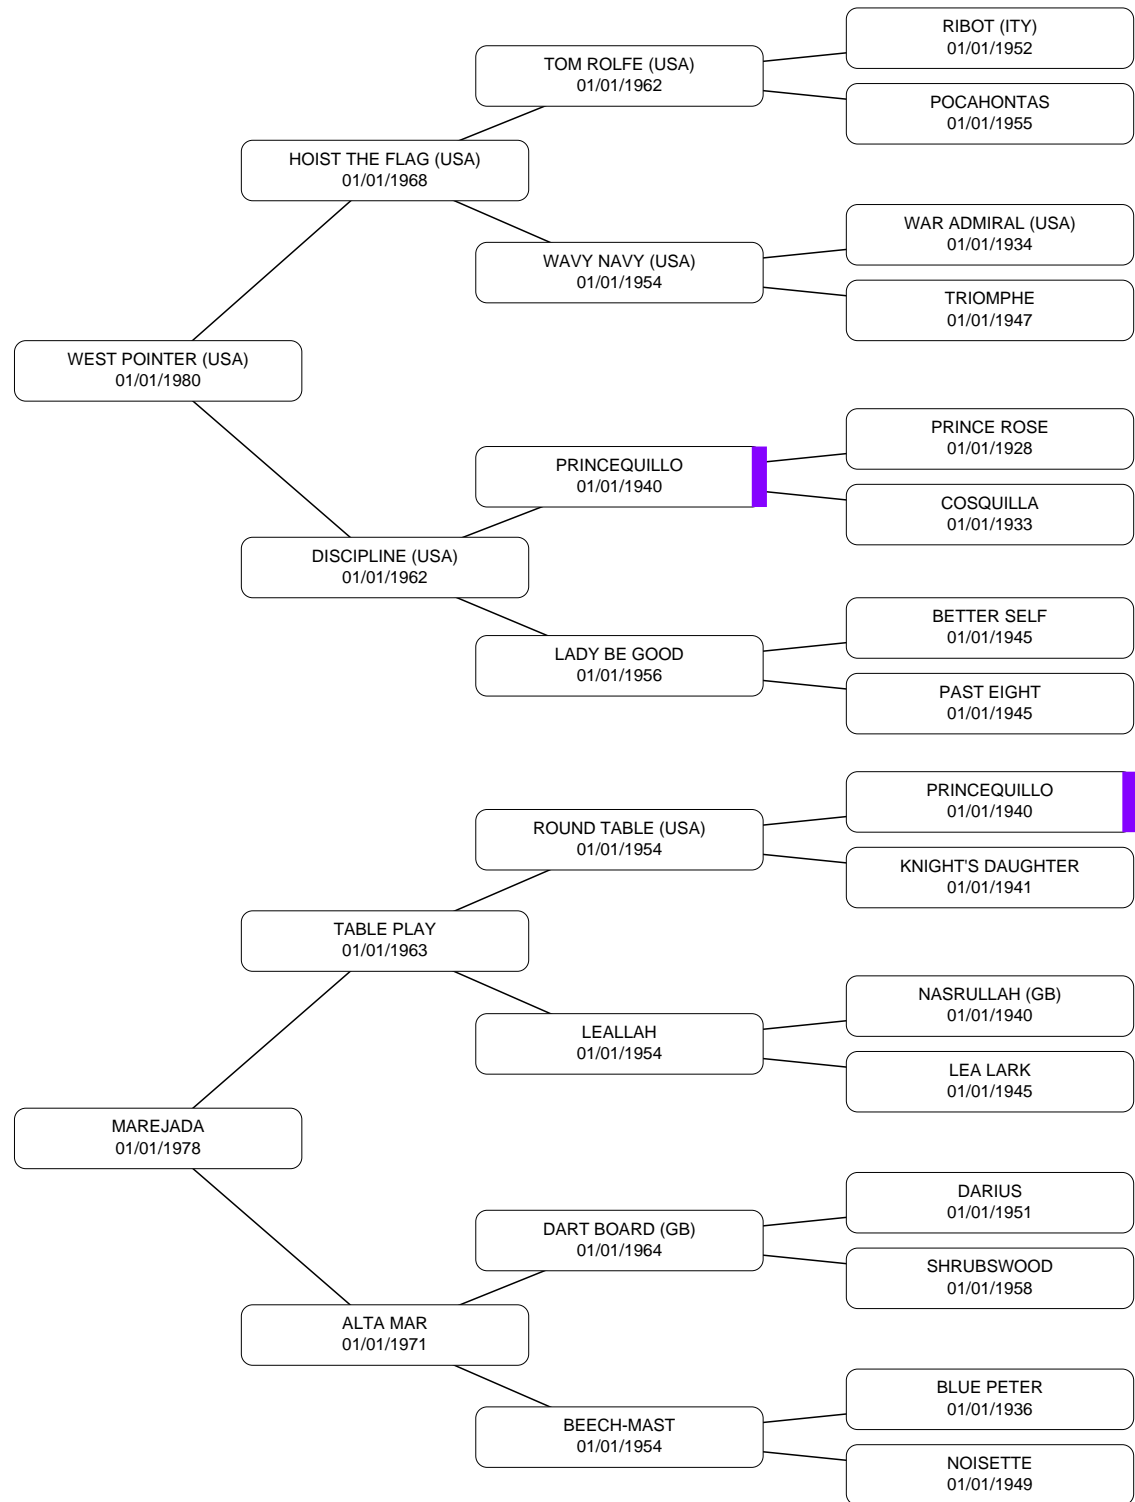 RIBOT (ITY)
01/01/1952
TOM ROLFE (USA)
01/01/1962
POCAHONTAS
01/01/1955
HOIST THE FLAG (USA)
01/01/1968
WAR ADMIRAL (USA)
01/01/1934
WAVY NAVY (USA)
01/01/1954
TRIOMPHE
01/01/1947
WEST POINTER (USA)
01/01/1980
PRINCE ROSE
01/01/1928
PRINCEQUILLO
01/01/1940
COSQUILLA
01/01/1933
DISCIPLINE (USA)
01/01/1962
BETTER SELF
01/01/1945
LADY BE GOOD
01/01/1956
PAST EIGHT
01/01/1945
PRINCEQUILLO
01/01/1940
ROUND TABLE (USA)
01/01/1954
KNIGHT'S DAUGHTER
01/01/1941
TABLE PLAY
01/01/1963
NASRULLAH (GB)
01/01/1940
LEALLAH
01/01/1954
LEA LARK
01/01/1945
MAREJADA
01/01/1978
DARIUS
01/01/1951
DART BOARD (GB)
01/01/1964
SHRUBSWOOD
01/01/1958
ALTA MAR
01/01/1971
BLUE PETER
01/01/1936
BEECH-MAST
01/01/1954
NOISETTE
01/01/1949